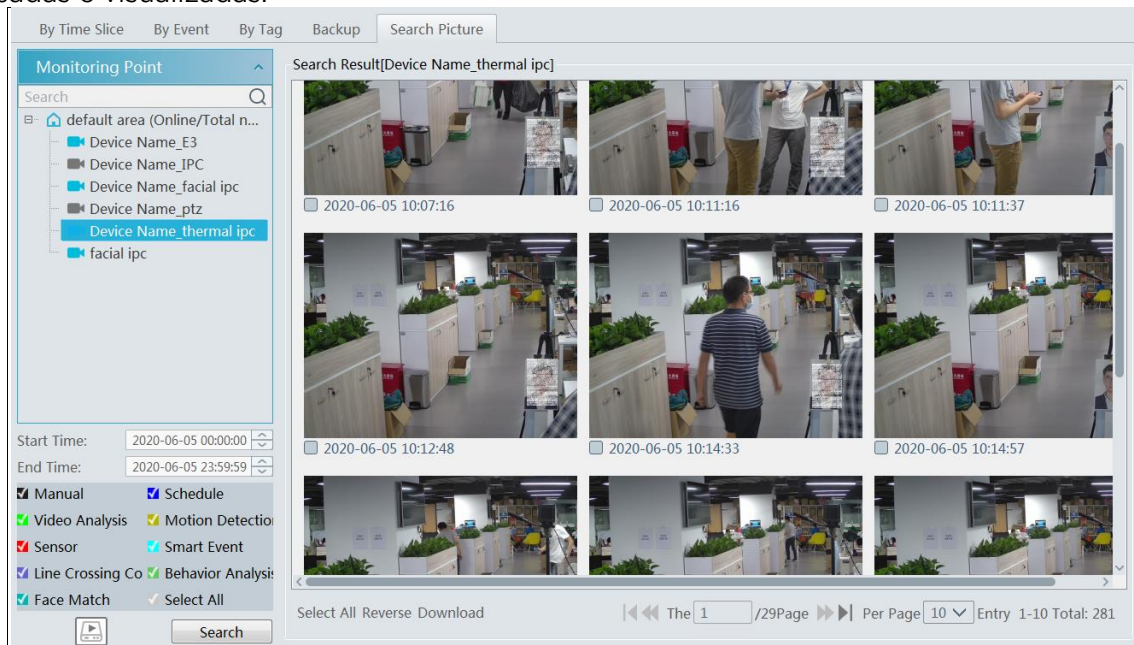 By Time Slice By Event By Tag Backup Search Picture
Monitoring Point
Search
default area (Online/Total n...
Device Name_E3
Device Name_IPC
Device Name_facial ipc
Device Name_ptz
Device Name_thermal ipc
facial ipc
Start Time: 2020-06-05 00:00:00
End Time: 2020-06-05 23:59:59
Manual Schedule
Video Analysis Motion Detectio
Sensor Smart Event
Line Crossing Co Behavior Analysis
Face Match Select All
Search
Search Result[Device Name_thermal ipc]
2020-06-05 10:07:16 2020-06-05 10:11:16 2020-06-05 10:11:37
2020-06-05 10:12:48 2020-06-05 10:14:33 2020-06-05 10:14:57
Select All Reverse Download The 1 /29Page Per Page 10 Entry 1-10 Total: 281